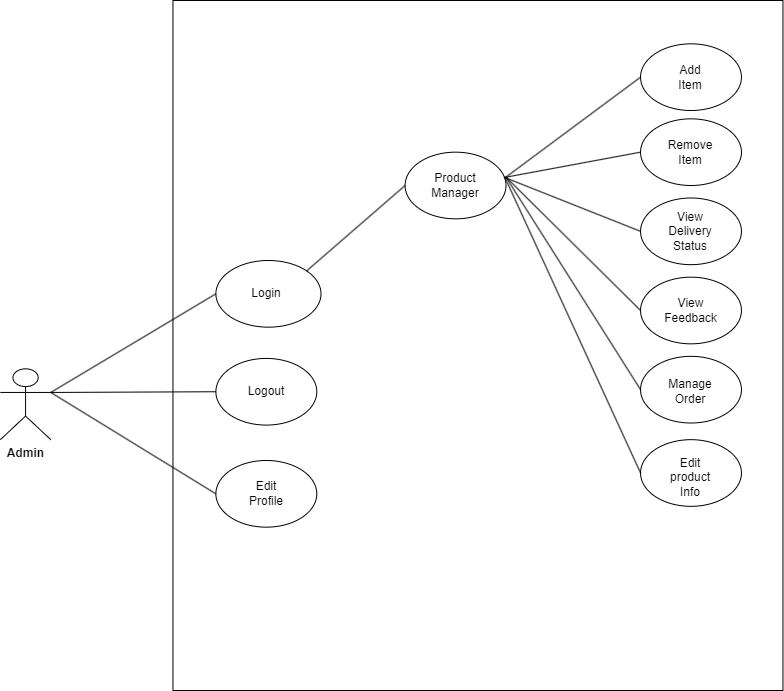 Add
Item
Remove
Item
Product
Manager
View
Delivery
Status
Login
View
Feedback
Logout
Manage
Order
Admin
Edit
product
Info
Edit
Profile